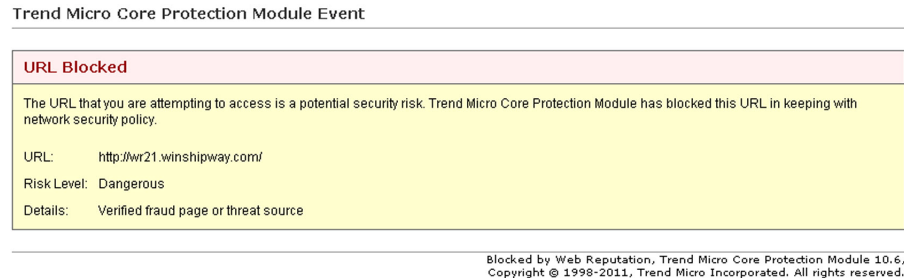 Trend Micro Core Protection Module Event
URL Blocked
The URL that you are attempting to access is a potential security risk. Trend Micro Core Protection Module has blocked this URL in keeping with
network security policy.
URL: http://wr21.winshipway.com/
Risk Level: Dangerous
Details: Verified fraud page or threat source
Blocked by Web Reputation, Trend Micro Core Protection Module 10.6,
Copyright © 1998-2011, Trend Micro Incorporated. All rights reserved.